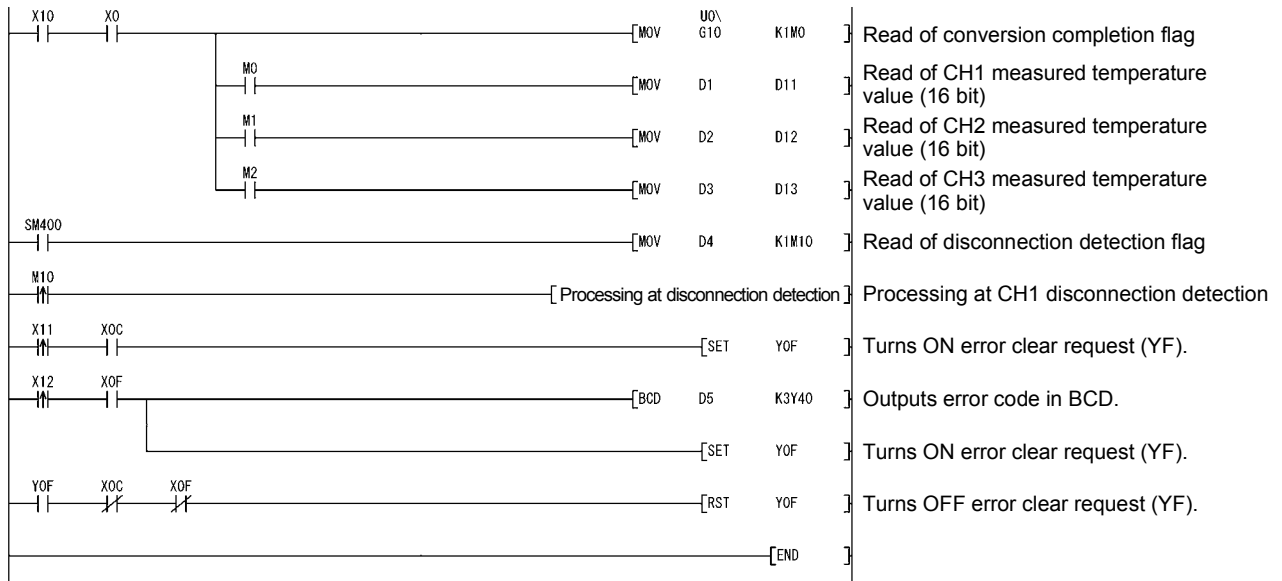 X10 X0 U0\
[MOV G10 K1M0 ] Read of conversion completion flag
M0
[MOV D1 D11 ] Read of CH1 measured temperature
value (16 bit)
M1
[MOV D2 D12 ] Read of CH2 measured temperature
value (16 bit)
M2
[MOV D3 D13 ] Read of CH3 measured temperature
value (16 bit)
SM400
[MOV D4 K1M10 ] Read of disconnection detection flag
M10
[ Processing at disconnection detection ] Processing at CH1 disconnection detection
X11 X0C
[SET Y0F ] Turns ON error clear request (YF).
X12 X0F
[BCD D5 K3Y40 ] Outputs error code in BCD.
[SET Y0F ] Turns ON error clear request (YF).
Y0F X0C X0F
[RST Y0F ] Turns OFF error clear request (YF).
[END ]